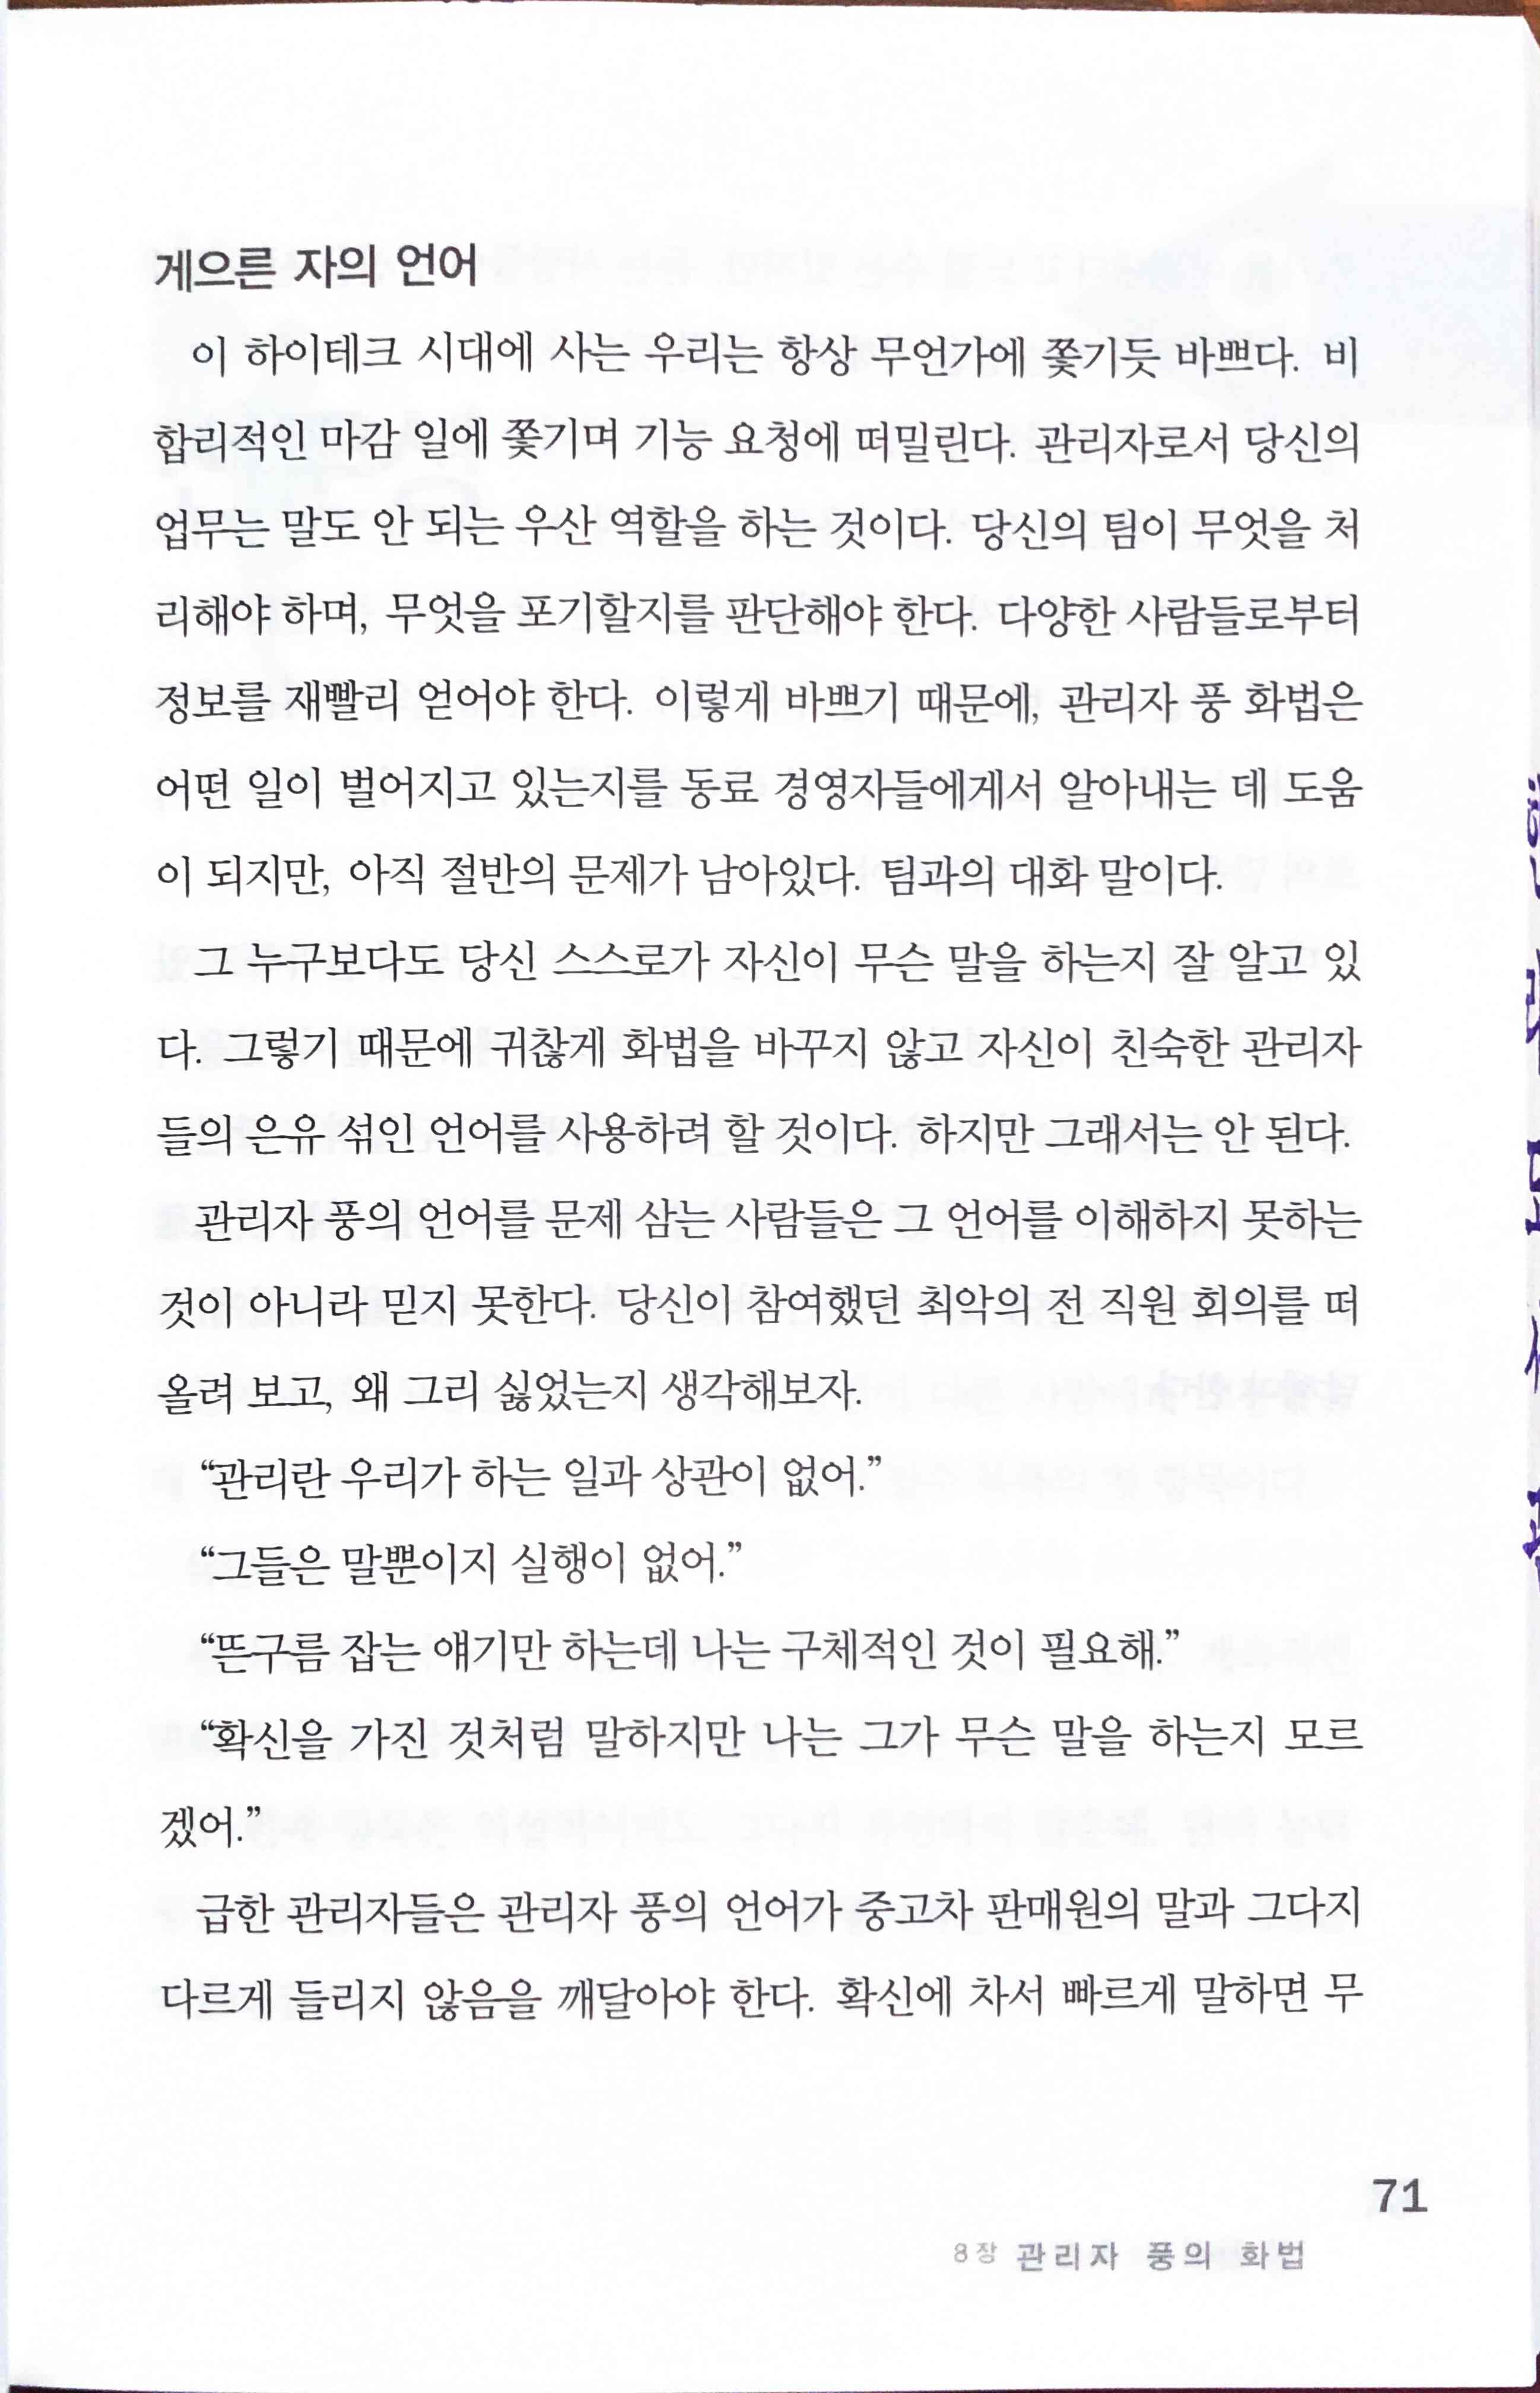 게으른 자의 언어
이 하이테크 시대에 사는 우리는 항상 무언가에 쫓기듯 바쁘다. 비
합리적인 마감 일에 쫓기며 기능 요청에 떠밀린다. 관리자로서 당신의
업무는 말도 안 되는 우산 역할을 하는 것이다. 당신의 팀이 무엇을 처
리해야 하며, 무엇을 포기할지를 판단해야 한다. 다양한 사람들로부터
정보를 재빨리 얻어야 한다. 이렇게 바쁘기 때문에, 관리자 풍 화법은
어떤 일이 벌어지고 있는지를 동료 경영자들에게서 알아내는 데 도움
이 되지만, 아직 절반의 문제가 남아있다. 팀과의 대화 말이다.
그 누구보다도 당신 스스로가 자신이 무슨 말을 하는지 잘 알고 있
다. 그렇기 때문에 귀찮게 화법을 바꾸지 않고 자신이 친숙한 관리자
들의 은유 섞인 언어를 사용하려 할 것이다. 하지만 그래서는 안 된다.
관리자 풍의 언어를 문제 삼는 사람들은 그 언어를 이해하지 못하는
것이 아니라 믿지 못한다. 당신이 참여했던 최악의 전 직원 회의를 떠
올려 보고, 왜 그리 싫었는지 생각해보자.
“관리란 우리가 하는 일과 상관이 없어.”
“그들은 말뿐이지 실행이 없어.”
“뜬구름 잡는 얘기만 하는데 나는 구체적인 것이 필요해.”
“확신을 가진 것처럼 말하지만 나는 그가 무슨 말을 하는지 모르
겠어.”
급한 관리자들은 관리자 풍의 언어가 중고차 판매원의 말과 그다지
다르게 들리지 않음을 깨달아야 한다. 확신에 차서 빠르게 말하면 무
71
8장 관리자 풍의 화법